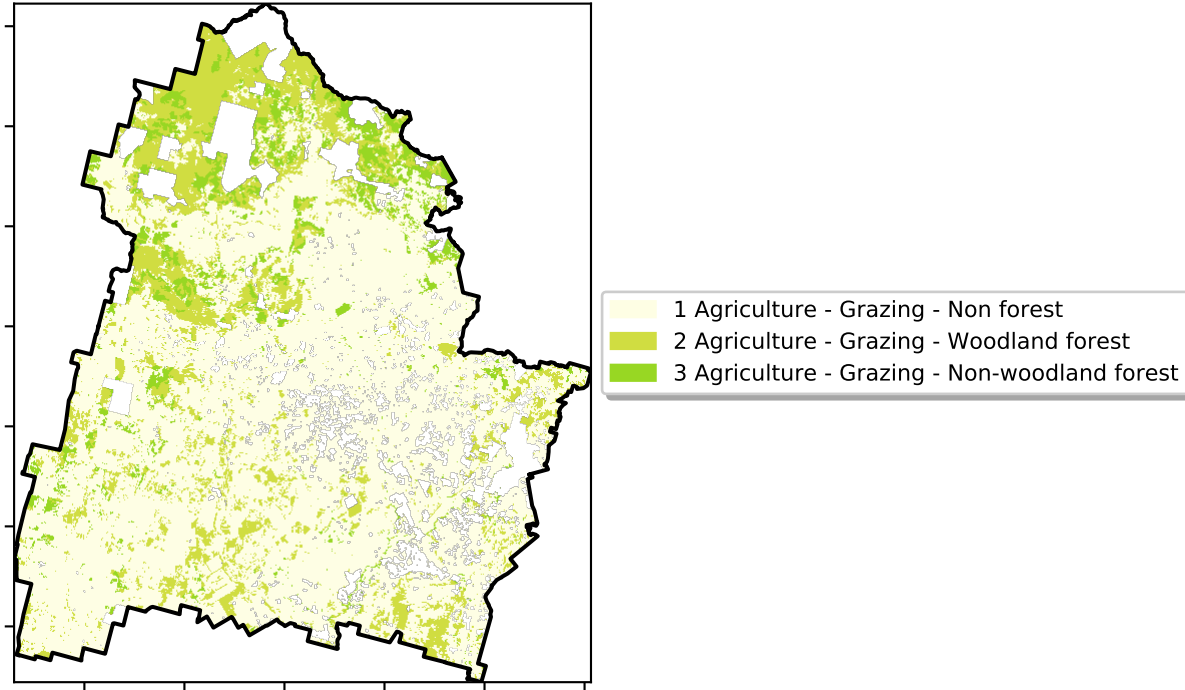 1 Agriculture - Grazing - Non forest
2 Agriculture - Grazing - Woodland forest
3 Agriculture - Grazing - Non-woodland forest